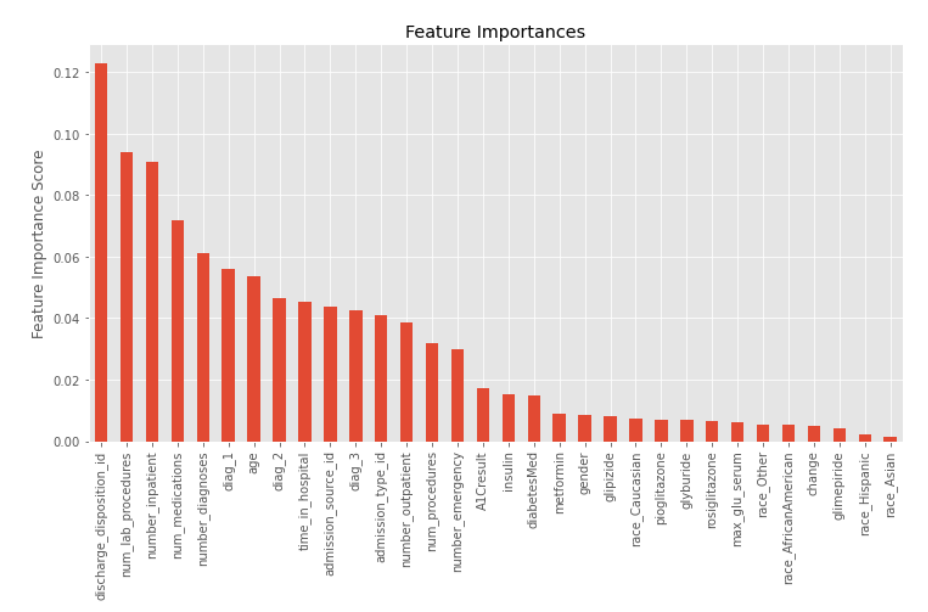 Feature Importances
Feature Importance Score
0.12
0.10
0.08
0.06
0.04
0.02
0.00
discharge_disposition_id
num_lab_procedures
number_inpatient
num_medications
number_diagnoses
diag_1
age
diag_2
time_in_hospital
admission_source_id
diag_3
admission_type_id
number_outpatient
num_procedures
number_emergency
A1Cresult
insulin
diabetesMed
metformin
gender
glipizide
race_Caucasian
pioglitazone
glyburide
rosiglitazone
max_glu_serum
race_Other
race_AfricanAmerican
change
glimepiride
race_Hispanic
race_Asian